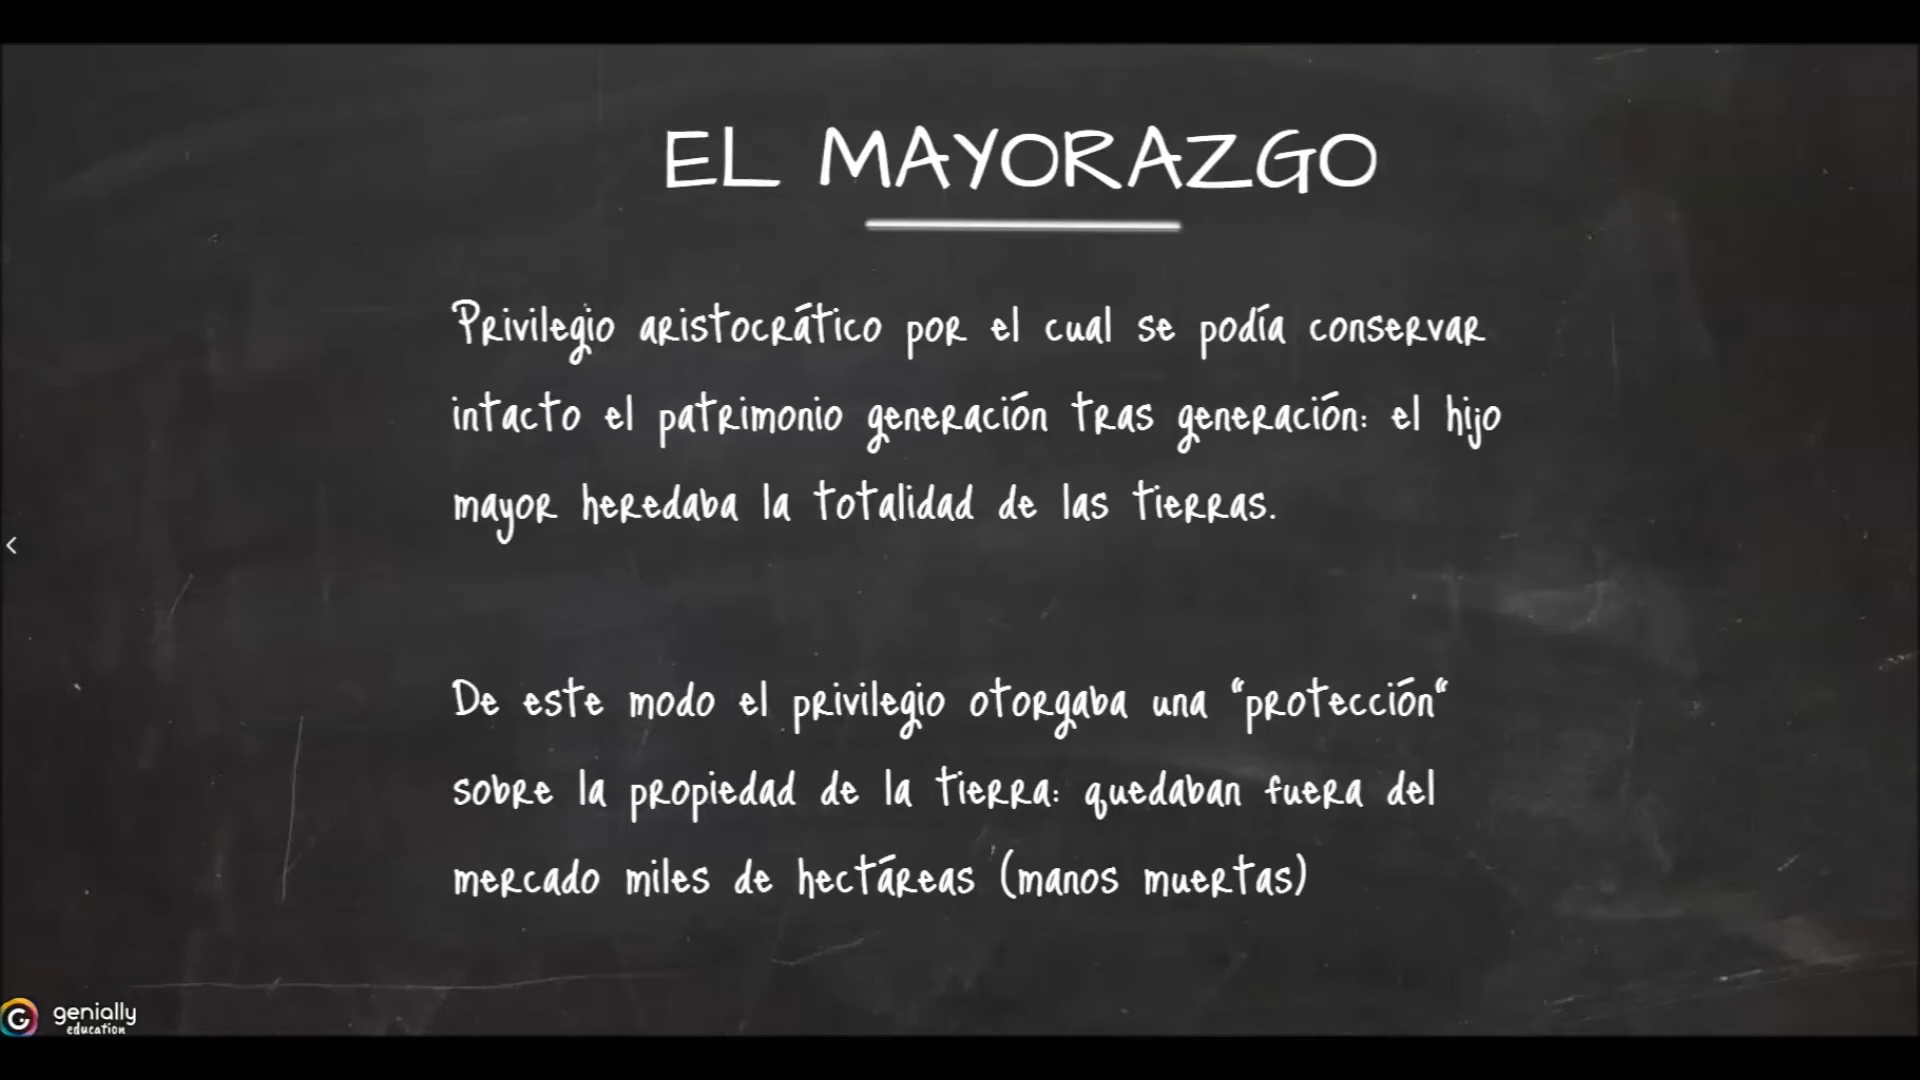 EL MAYORAZGO
Privilegio aristocrático por el cual se podía conservar
intacto el patrimonio generación tras generación: el hijo
mayor heredaba la totalidad de las tierras.
De este modo el privilegio otorgaba una “protección“
sobre la propiedad de la tierra: quedaban fuera del
mercado miles de hectáreas (manos muertas)
genially
education